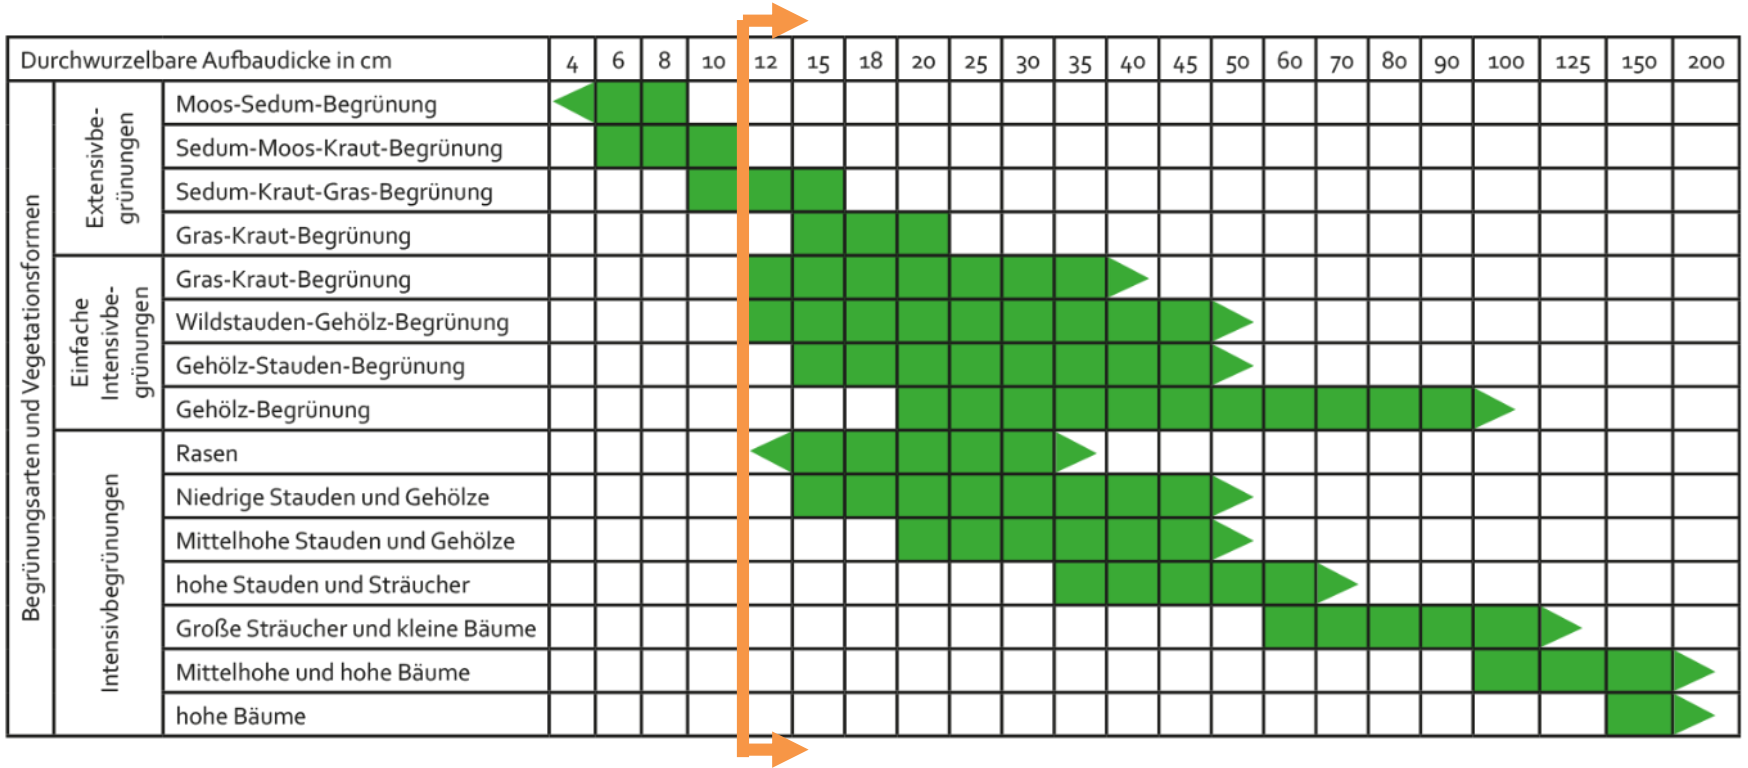 Durchwurzelbare Aufbaudicke in cm 4 6 8 10 12 15 18 20 25 30 35 40 45 50 60 70 80 90 100 125 150 200
Begrünungsarten und Vegetationsformen
Extensivbe-
grünungen
Moos-Sedum-Begrünung
Sedum-Moos-Kraut-Begrünung
Sedum-Kraut-Gras-Begrünung
Gras-Kraut-Begrünung
Einfache
Intensivbe-
grünungen
Gras-Kraut-Begrünung
Wildstauden-Gehölz-Begrünung
Gehölz-Stauden-Begrünung
Gehölz-Begrünung
Intensivbegrünungen
Rasen
Niedrige Stauden und Gehölze
Mittelhohe Stauden und Gehölze
hohe Stauden und Sträucher
Große Sträucher und kleine Bäume
Mittelhohe und hohe Bäume
hohe Bäume